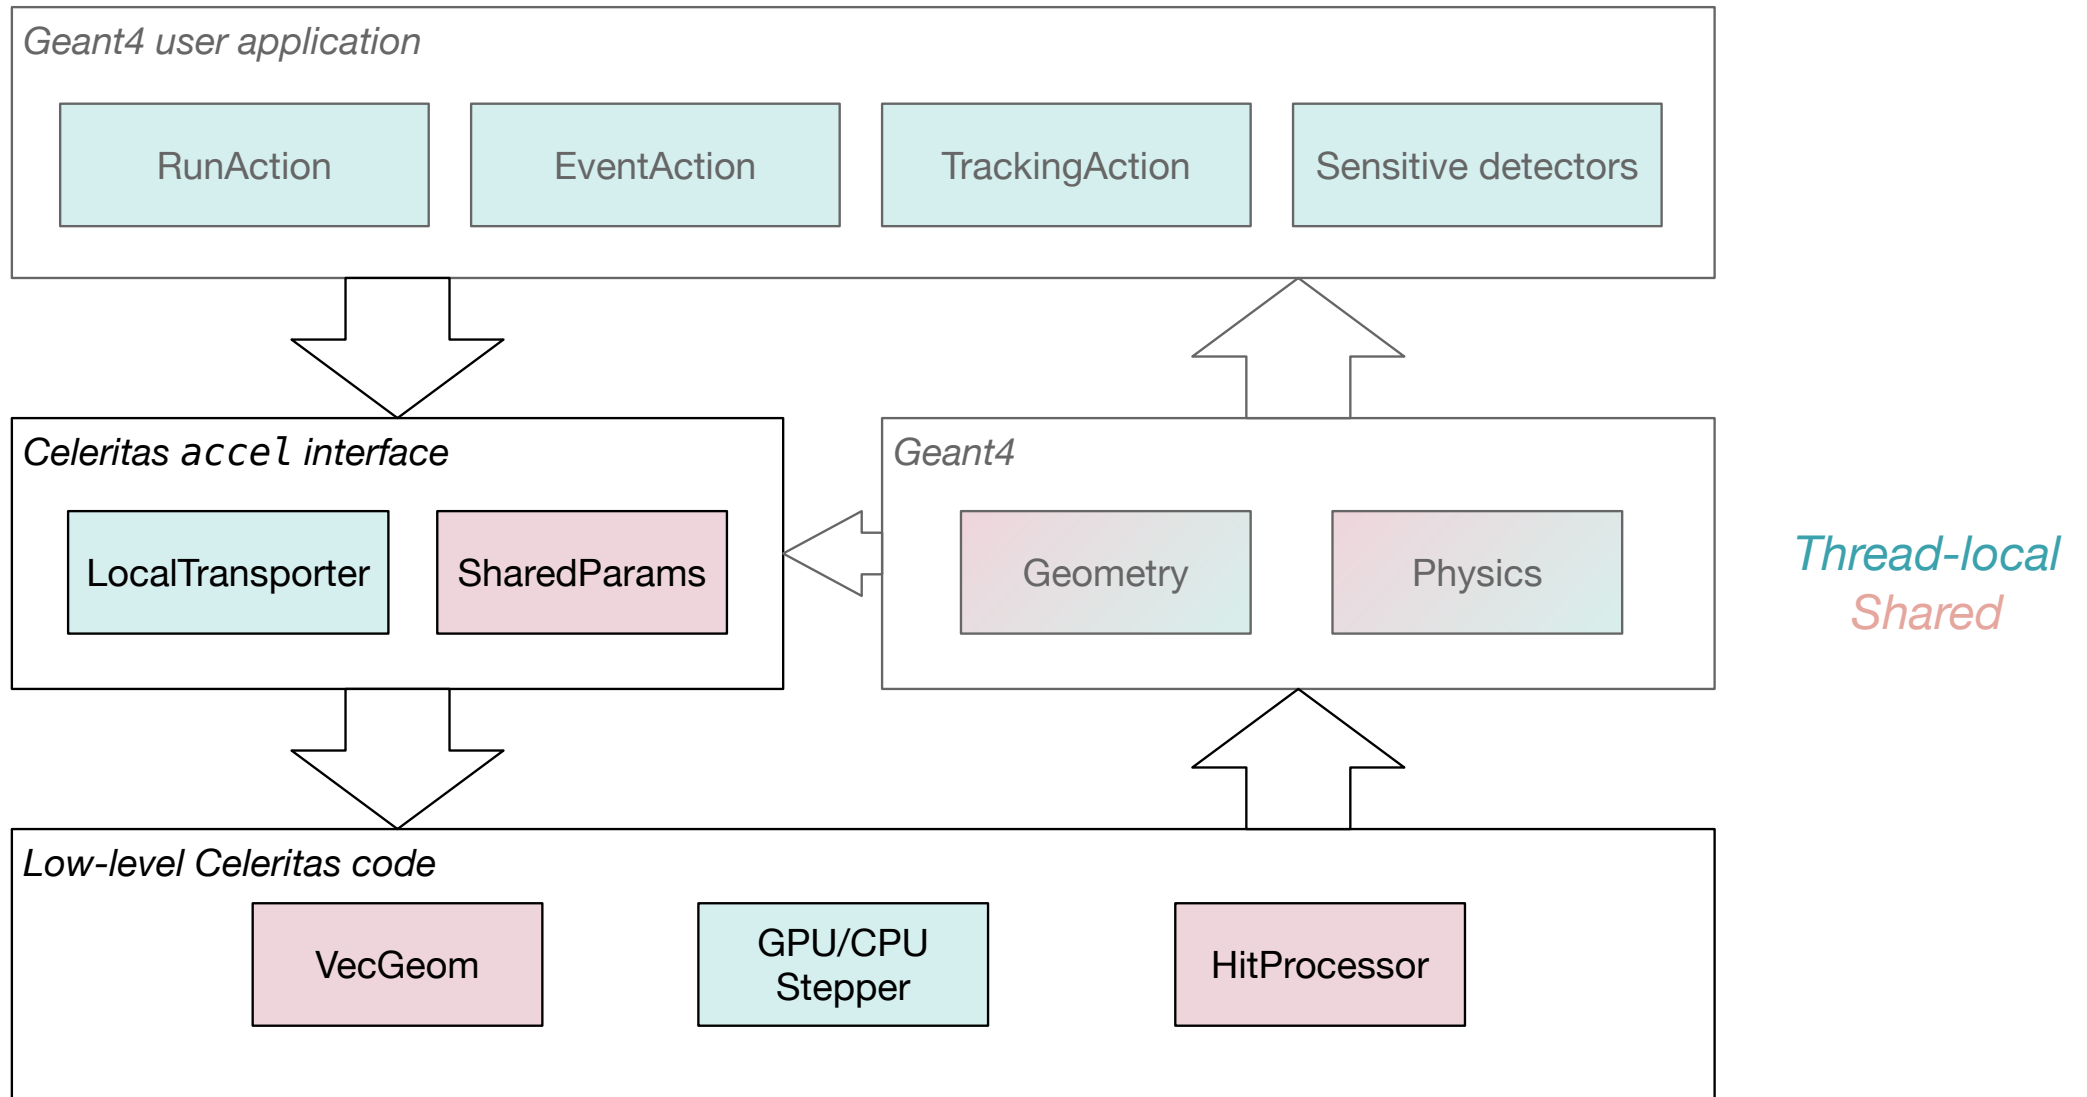 Geant4 user application
RunAction
EventAction
TrackingAction
Sensitive detectors
Celeritas accel interface
LocalTransporter
SharedParams
Geant4
Geometry
Physics
Thread-local
Shared
Low-level Celeritas code
VecGeom
GPU/CPU
Stepper
HitProcessor